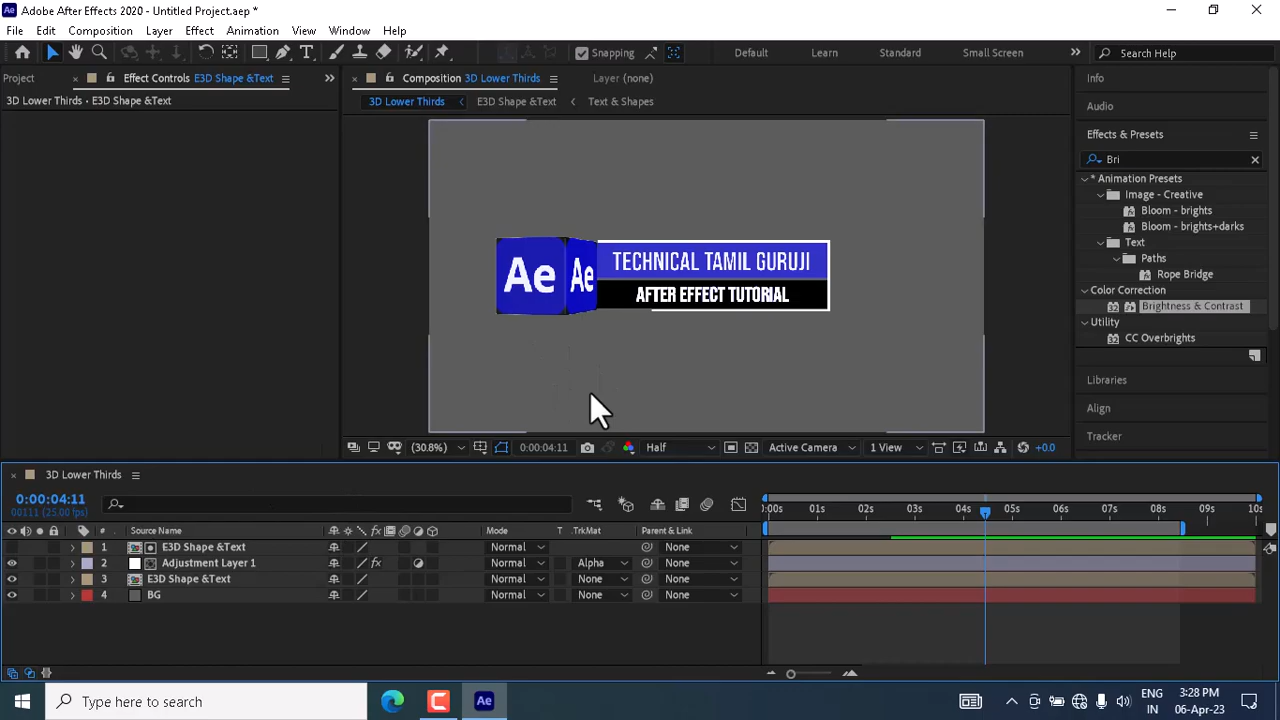 Adobe After Effects 2020 - Untitled Project.aep *
File Edit Composition Layer Effect Animation View Window Help
Snapping Default Learn Standard Small Screen Search Help
Project Effect Controls E3D Shape &Text
3D Lower Thirds • E3D Shape &Text
Composition 3D Lower Thirds Layer (none)
3D Lower Thirds E3D Shape &Text Text & Shapes
Ae Ae TECHNICAL TAMIL GURUJI
AFTER EFFECT TUTORIAL
(30.8%) 0:00:04:11 Half Active Camera 1 View +0.0
Info
Audio
Effects & Presets
Bri
* Animation Presets
Image - Creative
Bloom - brights
Bloom - brights+darks
Text
Paths
Rope Bridge
Color Correction
32 Brightness & Contrast
Utility
32 CC Overbrights
Libraries
Align
Tracker
3D Lower Thirds
0:00:04:11
00111 (25.00 fps)
:00s 01s 02s 03s 04s 05s 06s 07s 08s 09s 10s
# Source Name fx Mode T TrkMat Parent & Link
1 E3D Shape &Text Normal None
2 Adjustment Layer 1 fx Normal Alpha None
3 E3D Shape &Text Normal None None
4 BG Normal None None
Type here to search
Ae
ENG
IN
3:28 PM
06-Apr-23